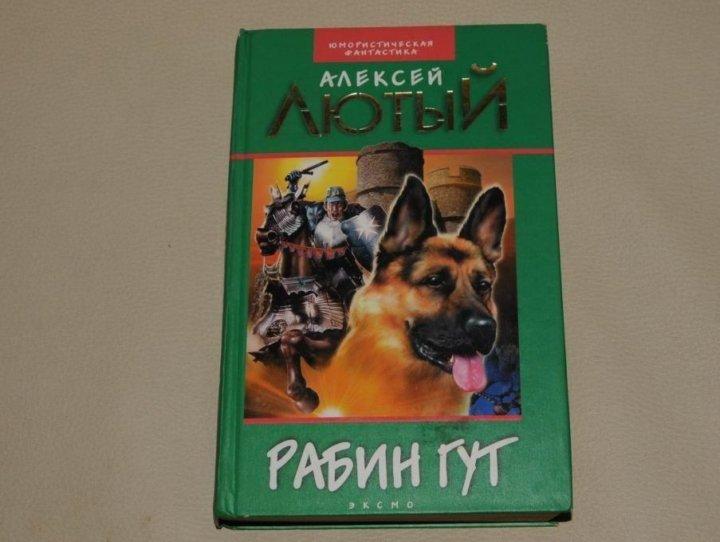 ЮМОРИСТИЧЕСКАЯ
ФАНТАСТИКА
АЛЕКСЕЙ
ЛЮТЫЙ
РАБИН ГУТ
ЭКСМО